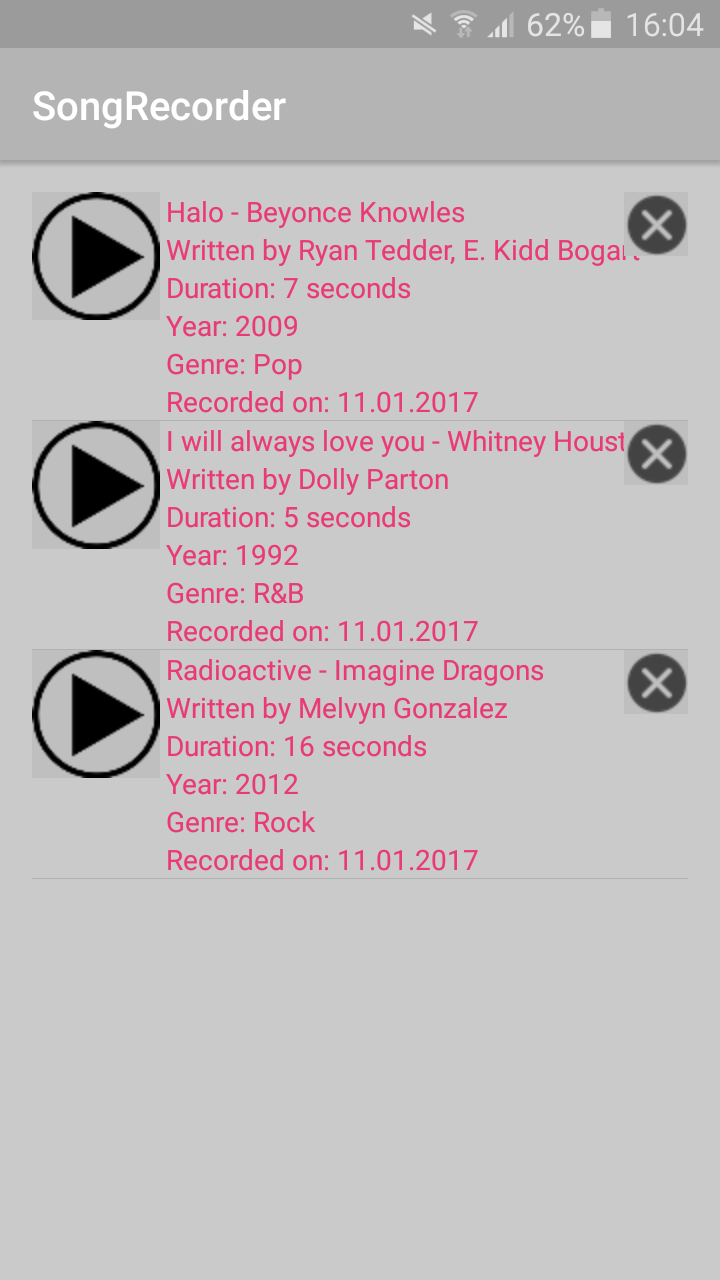 62% 16:04
SongRecorder
Halo - Beyonce Knowles
Written by Ryan Tedder, E. Kidd Bogart
Duration: 7 seconds
Year: 2009
Genre: Pop
Recorded on: 11.01.2017
I will always love you - Whitney Houst
Written by Dolly Parton
Duration: 5 seconds
Year: 1992
Genre: R&B
Recorded on: 11.01.2017
Radioactive - Imagine Dragons
Written by Melvyn Gonzalez
Duration: 16 seconds
Year: 2012
Genre: Rock
Recorded on: 11.01.2017